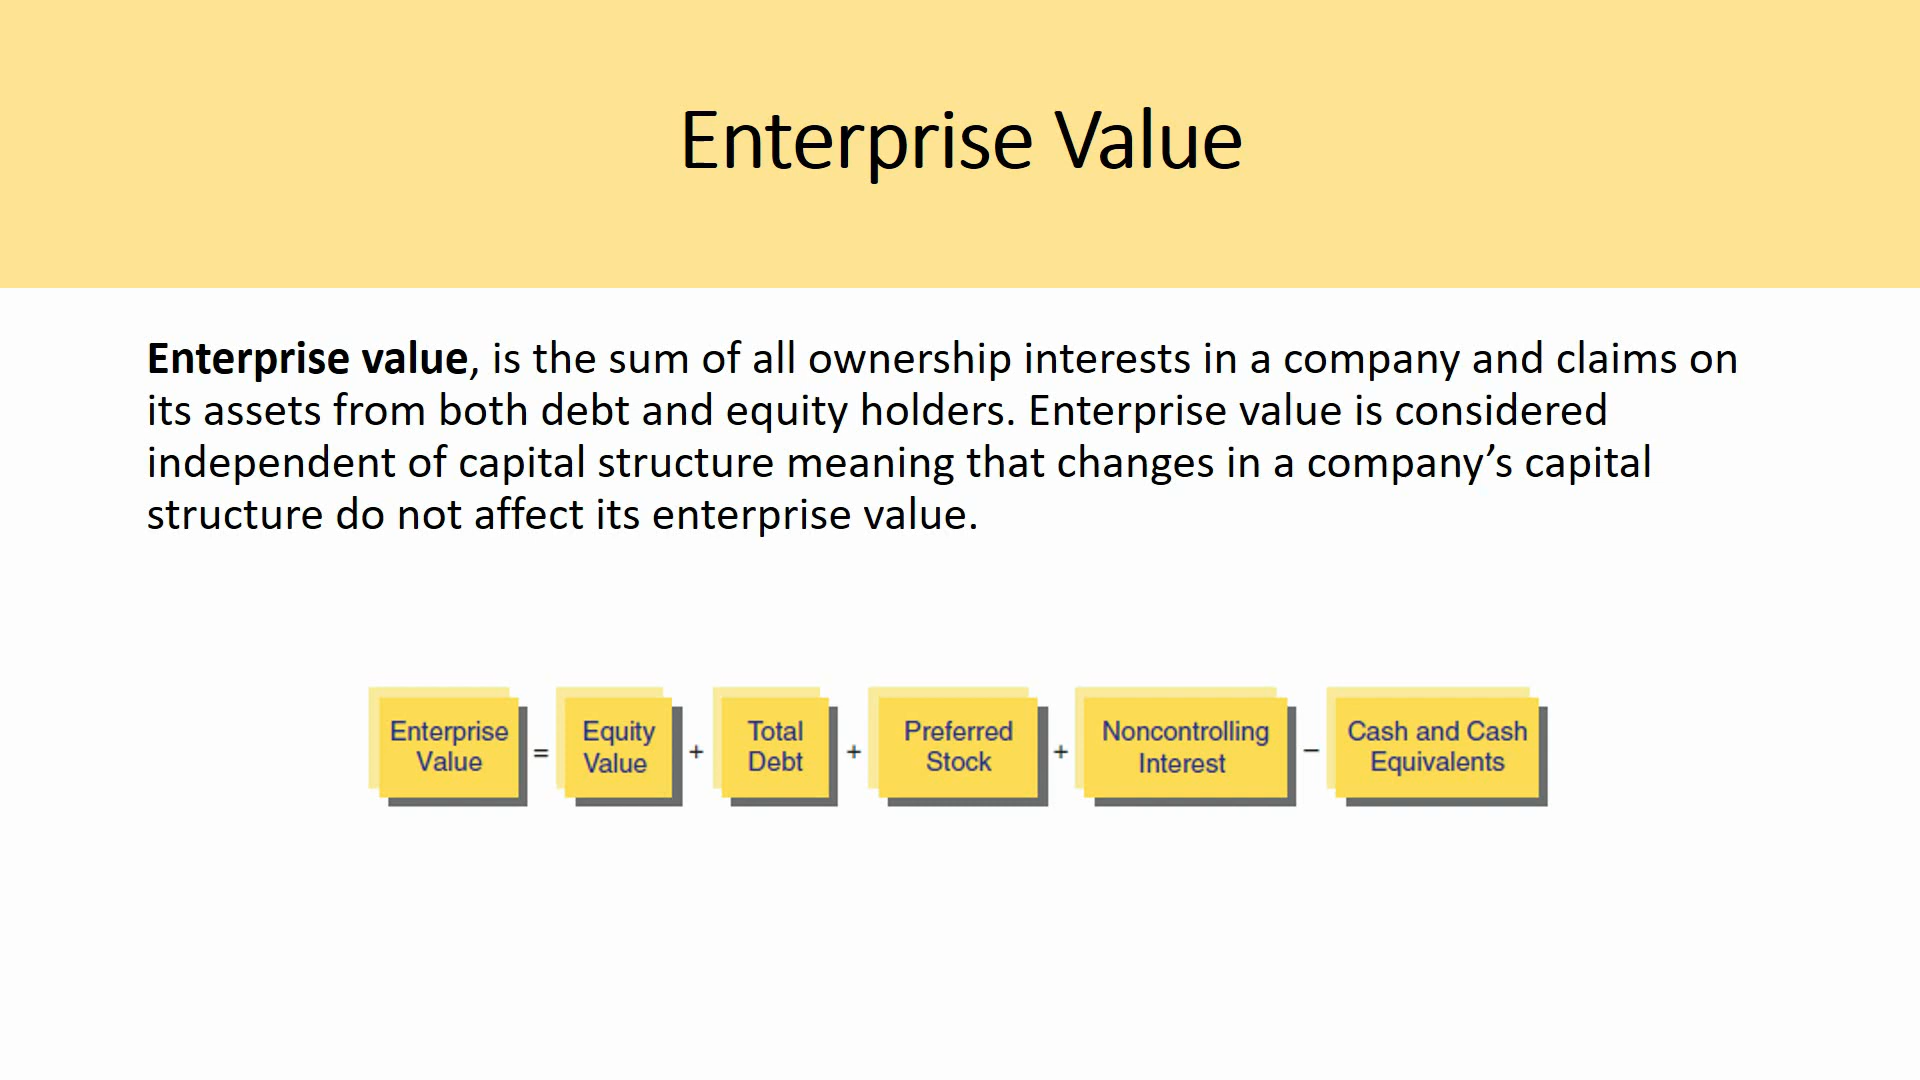 Enterprise Value
Enterprise value, is the sum of all ownership interests in a company and claims on
its assets from both debt and equity holders. Enterprise value is considered
independent of capital structure meaning that changes in a company’s capital
structure do not affect its enterprise value.
Enterprise Value = Equity Value + Total Debt + Preferred Stock + Noncontrolling Interest – Cash and Cash Equivalents